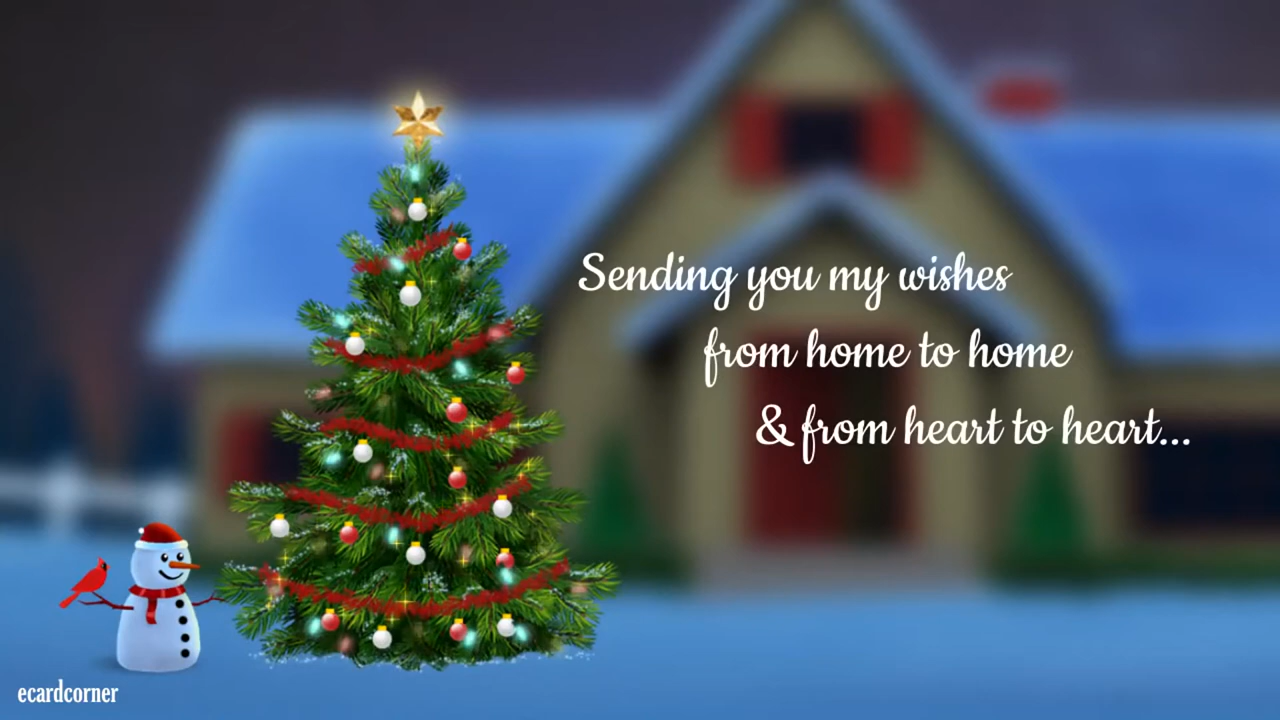 Sending you my wishes
from home to home
& from heart to heart...
ecardcorner